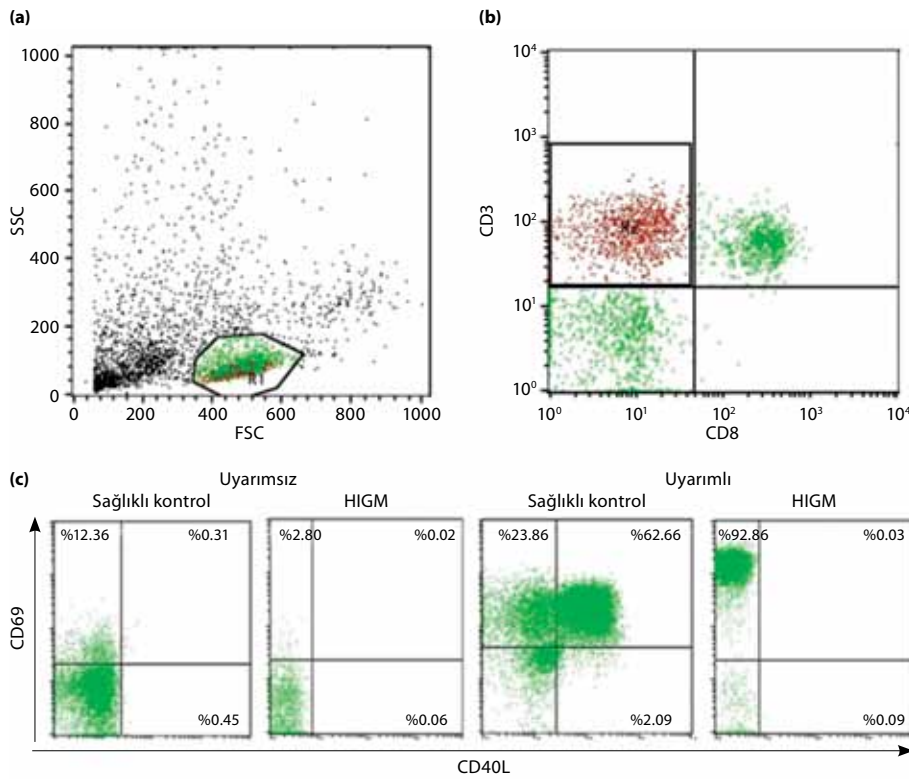 (a)
1000
800
600
400
200
0
SSC
0 200 400 600 800 1000
FSC
(b)
10⁴
10³
10²
10¹
10⁰
CD3
10⁰ 10¹ 10² 10³ 10⁴
CD8
(c)
Uyarımsız Uyarımlı
Sağlıklı kontrol HIGM Sağlıklı kontrol HIGM
%12.36 %0.31 %2.80 %0.02 %23.86 %62.66 %92.86 %0.03
CD69
%0.45 %0.06 %2.09 %0.09
CD40L